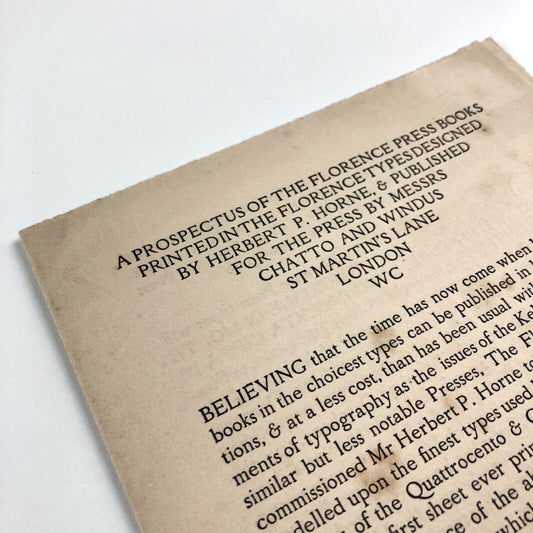 A PROSPECTUS OF THE FLORENCE PRESS BOOKS
PRINTED IN THE FLORENCE TYPES DESIGNED
BY HERBERT P. HORNE, & PUBLISHED
FOR THE PRESS BY MESSRS
CHATTO AND WINDUS
ST MARTIN'S LANE
LONDON
WC
BELIEVING that the time has now come when
books in the choicest types can be published in
tions, & at a less cost, than has been usual
ments of typography as the issues of the
similar but less notable Presses, The
commissioned Mr Herbert P. Horne to
delled upon the finest types used
of the Quattrocento &
first sheet ever
of the
which